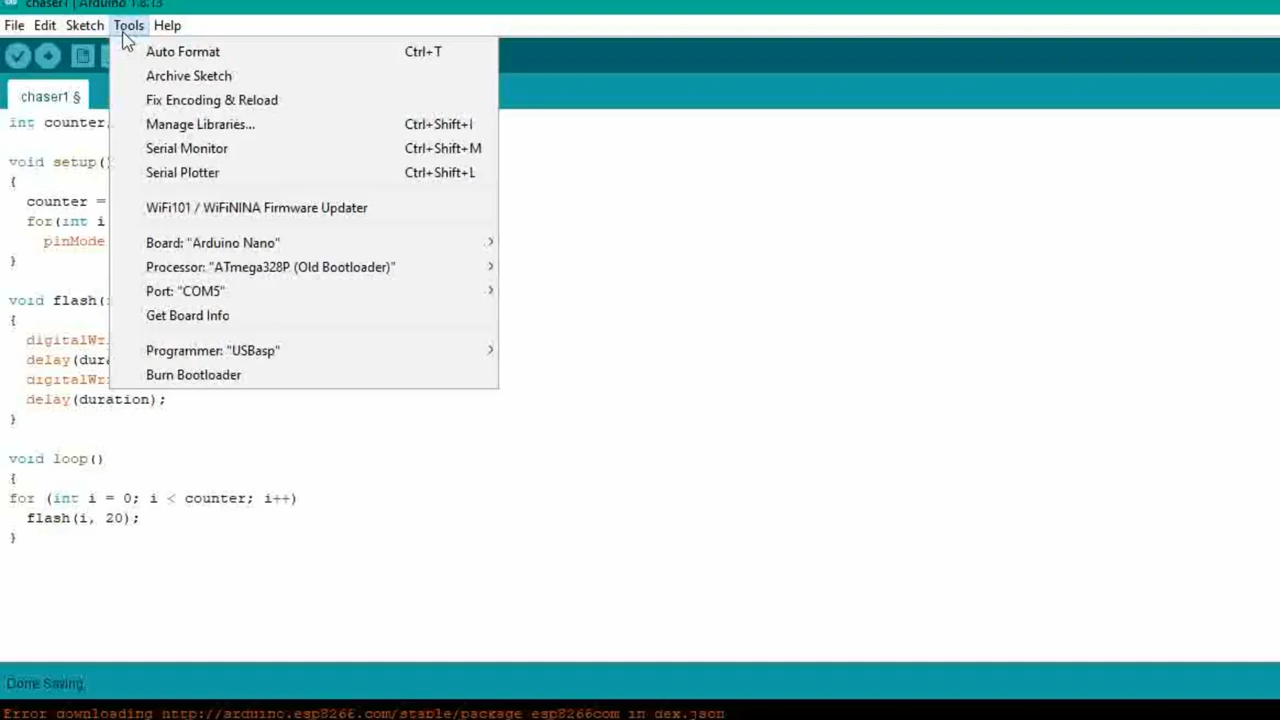 chaser1 | Arduino 1.8.13
File Edit Sketch Tools Help
Auto Format Ctrl+T
Archive Sketch
Fix Encoding & Reload
Manage Libraries... Ctrl+Shift+I
Serial Monitor Ctrl+Shift+M
Serial Plotter Ctrl+Shift+L
WiFi101 / WiFiNINA Firmware Updater
Board: "Arduino Nano"
Processor: "ATmega328P (Old Bootloader)"
Port: "COM5"
Get Board Info
Programmer: "USBasp"
Burn Bootloader
chaser1 §
int counter
void setup(
{
counter =
for(int i
pinMode
}
void flash(
{
digitalWr
delay(dur
digitalWr
delay(duration);
}
void loop()
{
for (int i = 0; i < counter; i++)
flash(i, 20);
}
Done Saving.
Error downloading http://arduino.esp8266.com/stable/package_esp8266com_in dex.json